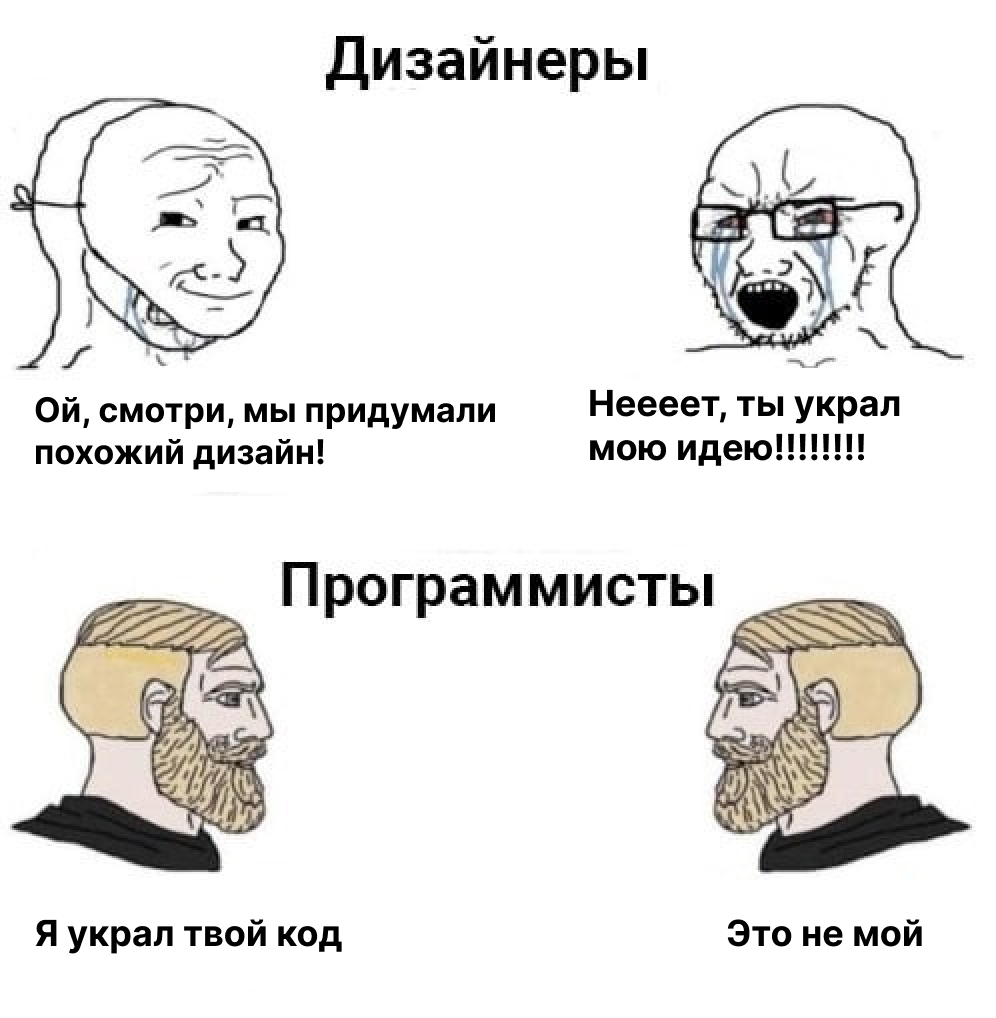 Дизайнеры
Ой, смотри, мы придумали
похожий дизайн!
Неееет, ты украл
мою идею!!!!!!!!
Программисты
Я украл твой код
Это не мой